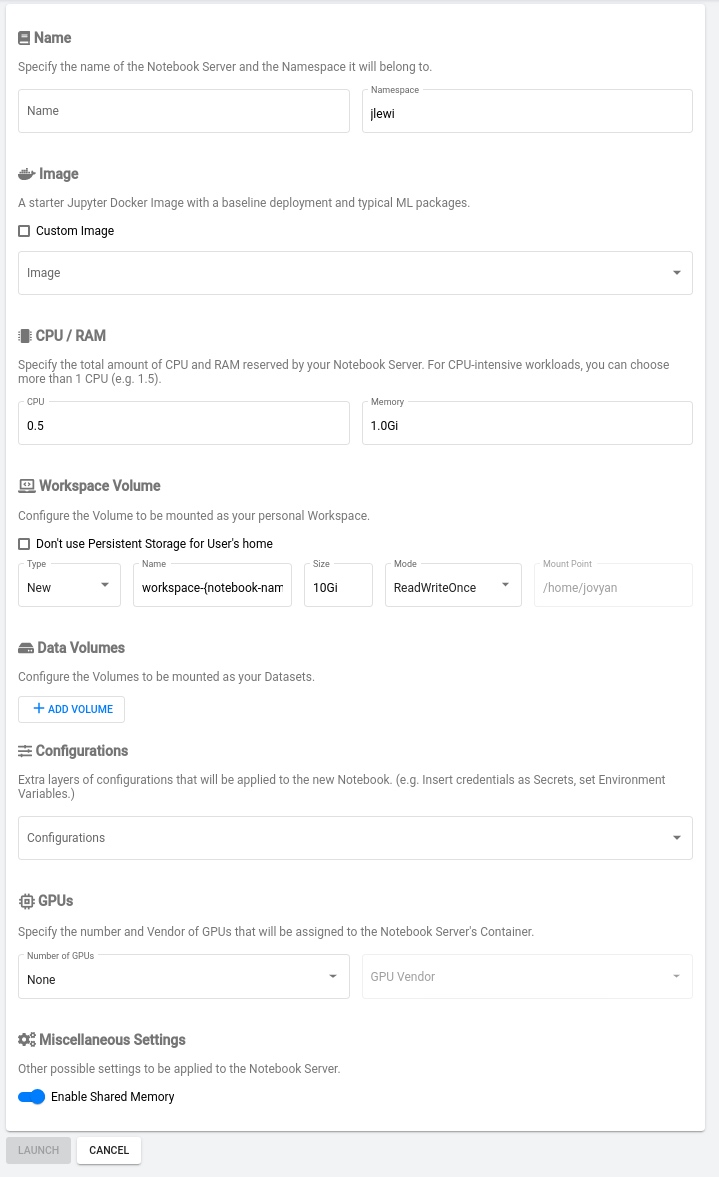 Name
Specify the name of the Notebook Server and the Namespace it will belong to.
Name
Namespace
jlewi
Image
A starter Jupyter Docker Image with a baseline deployment and typical ML packages.
Custom Image
Image
CPU / RAM
Specify the total amount of CPU and RAM reserved by your Notebook Server. For CPU-intensive workloads, you can choose
more than 1 CPU (e.g. 1.5).
CPU
0.5
Memory
1.0Gi
Workspace Volume
Configure the Volume to be mounted as your personal Workspace.
Don't use Persistent Storage for User's home
Type
New
Name
workspace-{notebook-nam
Size
10Gi
Mode
ReadWriteOnce
Mount Point
/home/jovyan
Data Volumes
Configure the Volumes to be mounted as your Datasets.
+ ADD VOLUME
Configurations
Extra layers of configurations that will be applied to the new Notebook. (e.g. Insert credentials as Secrets, set Environment
Variables.)
Configurations
GPUs
Specify the number and Vendor of GPUs that will be assigned to the Notebook Server's Container.
Number of GPUs
None
GPU Vendor
Miscellaneous Settings
Other possible settings to be applied to the Notebook Server.
Enable Shared Memory
LAUNCH
CANCEL